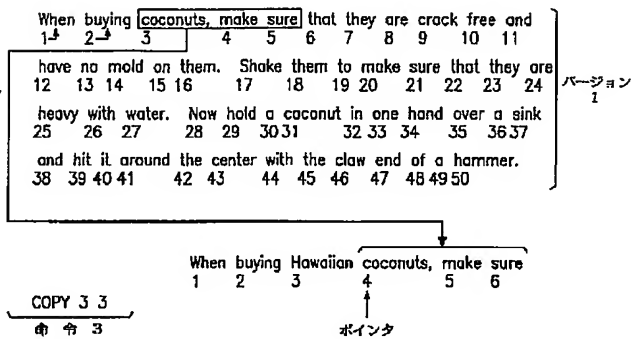 When buying coconuts, make sure that they are crack free and
1 2 3 4 5 6 7 8 9 10 11
have no mold on them. Shake them to make sure that they are
12 13 14 15 16 17 18 19 20 21 22 23 24
heavy with water. Now hold a coconut in one hand over a sink
25 26 27 28 29 30 31 32 33 34 35 36 37
and hit it around the center with the claw end of a hammer.
38 39 40 41 42 43 44 45 46 47 48 49 50
バージョン
1
When buying Hawaiian coconuts, make sure
1 2 3 4 5 6
COPY 3 3
命令3
ポインタ